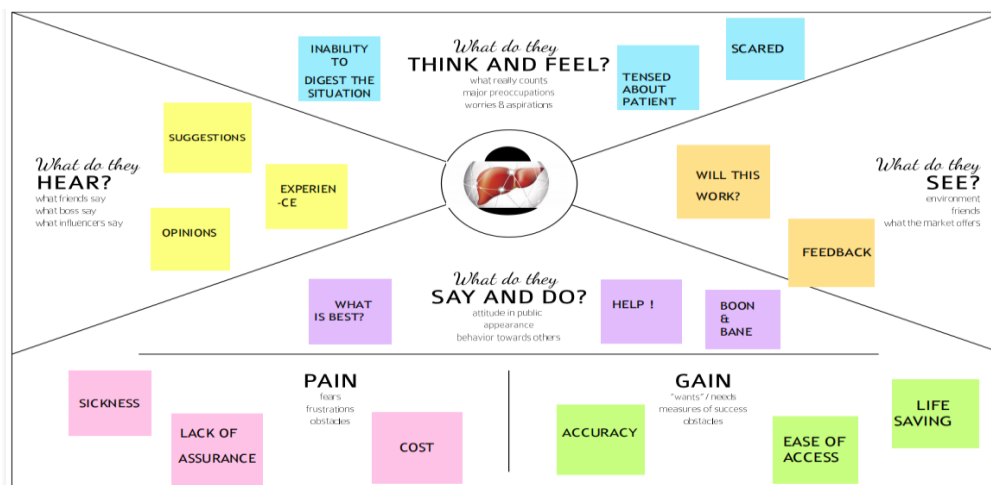 What do they
THINK AND FEEL?
what really counts
major preoccupations
worries & aspirations
INABILITY
TO
DIGEST THE
SITUATION
TENSED
ABOUT
PATIENT
SCARED
What do they
HEAR?
what friends say
what boss say
what influencers say
SUGGESTIONS
EXPERIEN
-CE
OPINIONS
What do they
SEE?
environment
friends
what the market offers
WILL THIS
WORK?
FEEDBACK
What do they
SAY AND DO?
attitude in public
appearance
behavior towards others
WHAT
IS BEST?
HELP !
BOON
&
BANE
PAIN
fears
frustrations
obstacles
SICKNESS
LACK OF
ASSURANCE
COST
GAIN
"wants" / needs
measures of success
obstacles
ACCURACY
EASE OF
ACCESS
LIFE
SAVING